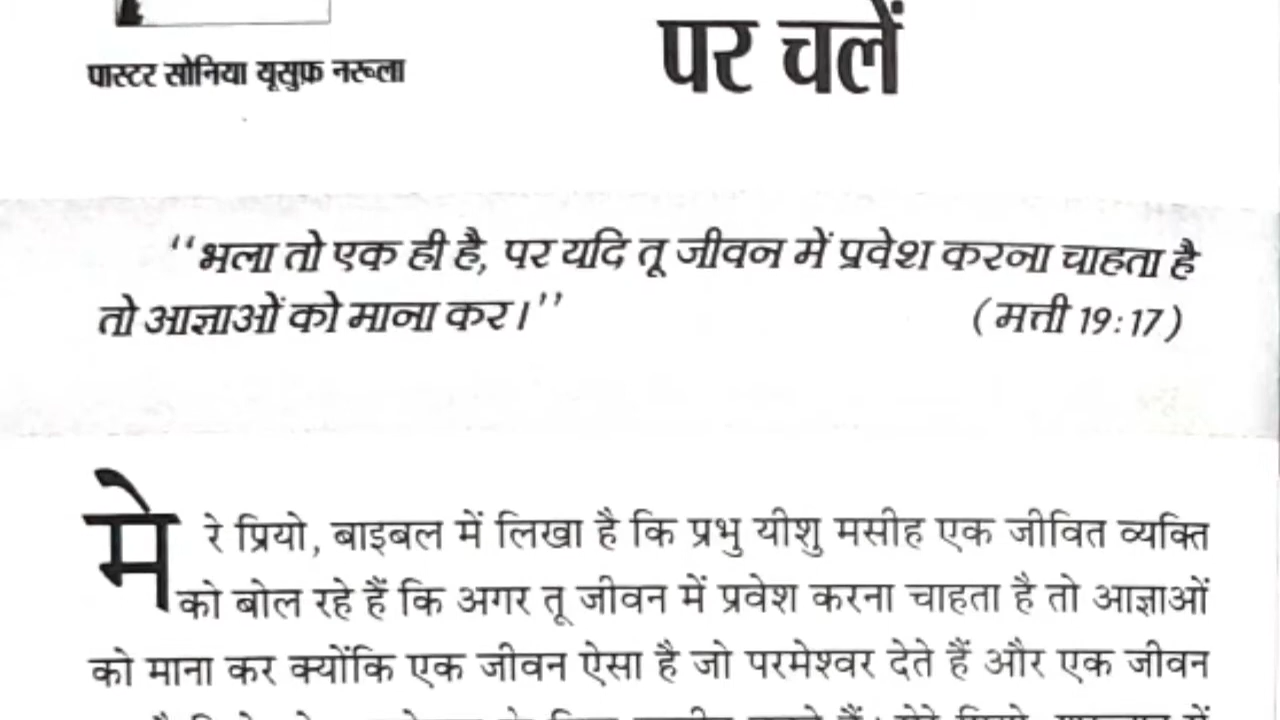 पर चलें
पास्टर सोनिया यूसुफ़ नरूला
‘‘भला तो एक ही है, पर यदि तू जीवन में प्रवेश करना चाहता है
तो आज्ञाओं को माना कर।’’ (मत्ती 19:17)
मेरे प्रियो, बाइबल में लिखा है कि प्रभु यीशु मसीह एक जीवित व्यक्ति
को बोल रहे हैं कि अगर तू जीवन में प्रवेश करना चाहता है तो आज्ञाओं
को माना कर क्योंकि एक जीवन ऐसा है जो परमेश्वर देते हैं और एक जीवन